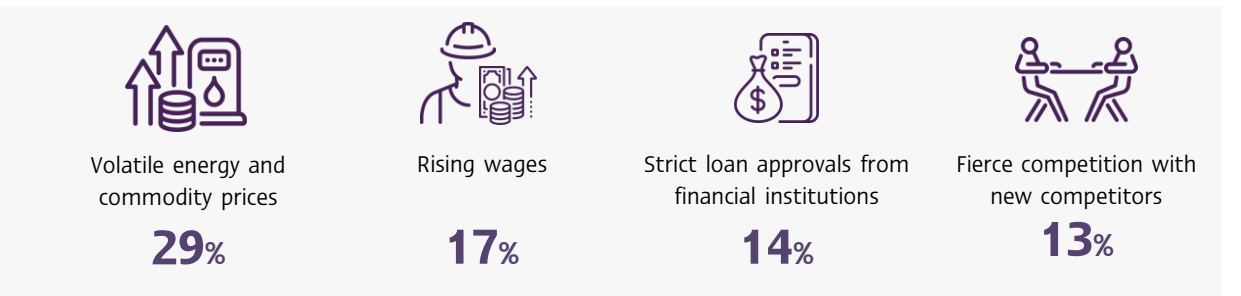 Volatile energy and
commodity prices
29%
Rising wages
17%
$
Strict loan approvals from
financial institutions
14%
Fierce competition with
new competitors
13%